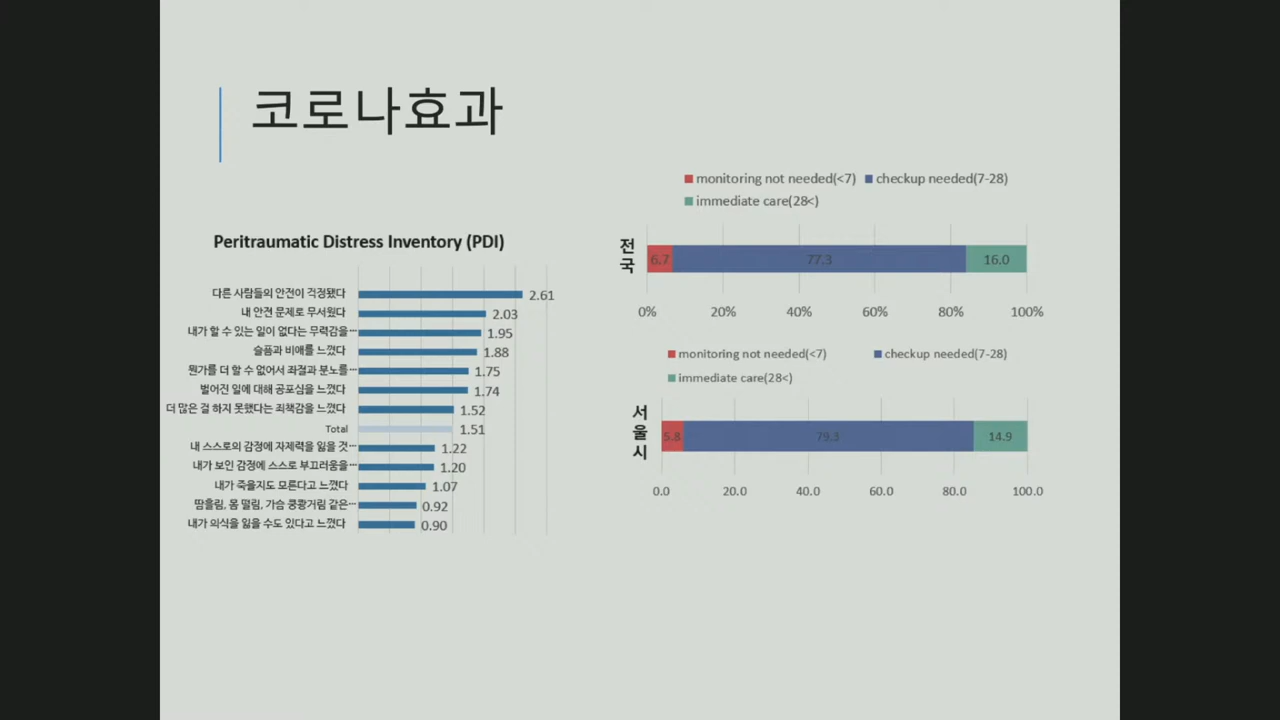 코로나효과
Peritraumatic Distress Inventory (PDI)
다른 사람들의 안전이 걱정됐다 2.61
내 안전 문제로 무서웠다 2.03
내가 할 수 있는 일이 없다는 무력감을… 1.95
슬픔과 비애를 느꼈다 1.88
뭔가를 더 할 수 없어서 좌절과 분노를… 1.75
벌어진 일에 대해 공포심을 느꼈다 1.74
더 많은 걸 하지 못했다는 죄책감을 느꼈다 1.52
Total 1.51
내 스스로의 감정에 자제력을 잃을 것… 1.22
내가 보인 감정에 스스로 부끄러움을… 1.20
내가 죽을지도 모른다고 느꼈다 1.07
땀흘림, 몸 떨림, 가슴 쿵쾅거림 같은… 0.92
내가 의식을 잃을 수도 있다고 느꼈다 0.90
monitoring not needed(<7) checkup needed(7-28)
immediate care(28<)
전국 6.7 77.3 16.0
0% 20% 40% 60% 80% 100%
monitoring not needed(<7) checkup needed(7-28)
immediate care(28<)
서울시 5.8 79.3 14.9
0.0 20.0 40.0 60.0 80.0 100.0